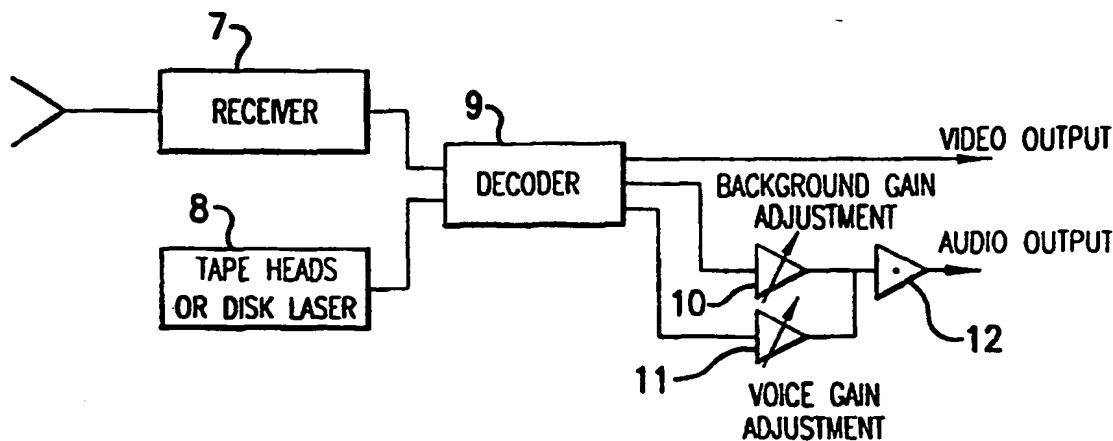 7
RECEIVER
8
TAPE HEADS
OR DISK LASER
9
DECODER
VIDEO OUTPUT
BACKGROUND GAIN
ADJUSTMENT
AUDIO OUTPUT
10
11
12
VOICE GAIN
ADJUSTMENT